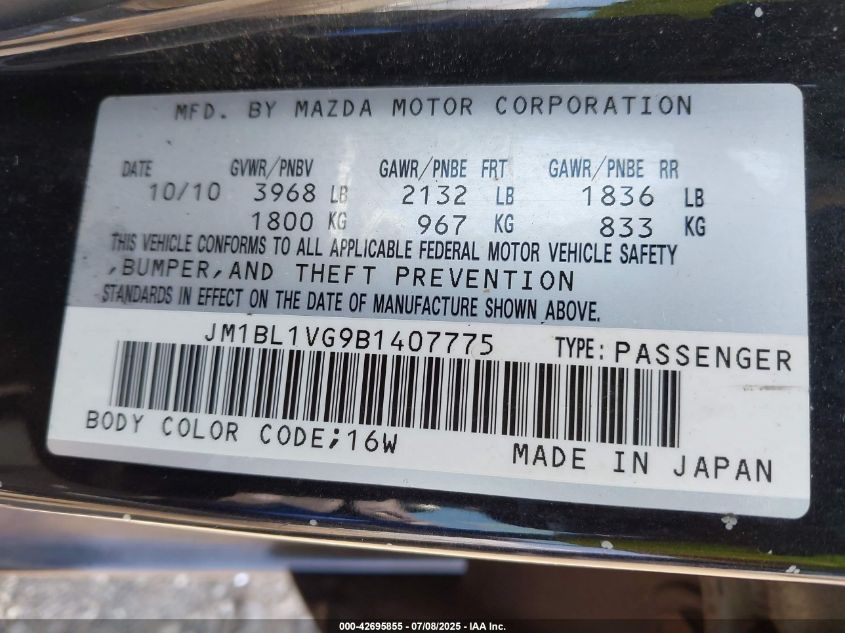 MFD. BY MAZDA MOTOR CORPORATION
DATE GVWR/PNBV GAWR/PNBE FRT GAWR/PNBE RR
10/10 3968 LB 2132 LB 1836 LB
1800 KG 967 KG 833 KG
THIS VEHICLE CONFORMS TO ALL APPLICABLE FEDERAL MOTOR VEHICLE SAFETY
,BUMPER,AND THEFT PREVENTION
STANDARDS IN EFFECT ON THE DATE OF MANUFACTURE SHOWN ABOVE.
JM1BL1VG9B1407775 TYPE: PASSENGER
BODY COLOR CODE;16W
MADE IN JAPAN
000-42695855 - 07/08/2025 - IAA Inc.